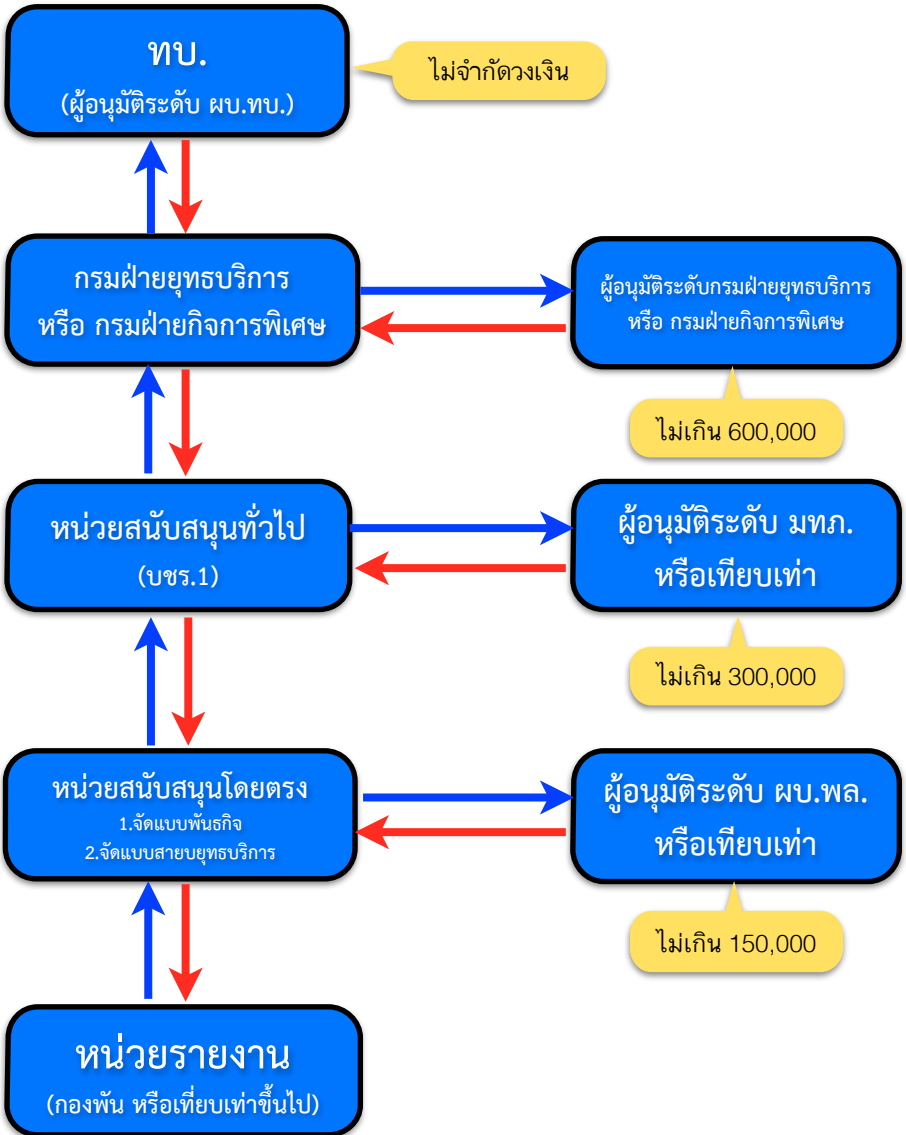 ทบ.
(ผู้อนุมัติระดับ ผบ.ทบ.)
ไม่จำกัดวงเงิน
กรมฝ่ายยุทธบริการ
หรือ กรมฝ่ายกิจการพิเศษ
ผู้อนุมัติระดับกรมฝ่ายยุทธบริการ
หรือ กรมฝ่ายกิจการพิเศษ
ไม่เกิน 600,000
หน่วยสนับสนุนทั่วไป
(บชร.1)
ผู้อนุมัติระดับ มทภ.
หรือเทียบเท่า
ไม่เกิน 300,000
หน่วยสนับสนุนโดยตรง
1.จัดแบบพันธกิจ
2.จัดแบบสายบยุทธบริการ
ผู้อนุมัติระดับ ผบ.พล.
หรือเทียบเท่า
ไม่เกิน 150,000
หน่วยรายงาน
(กองพัน หรือเที่ยบเท่าขึ้นไป)